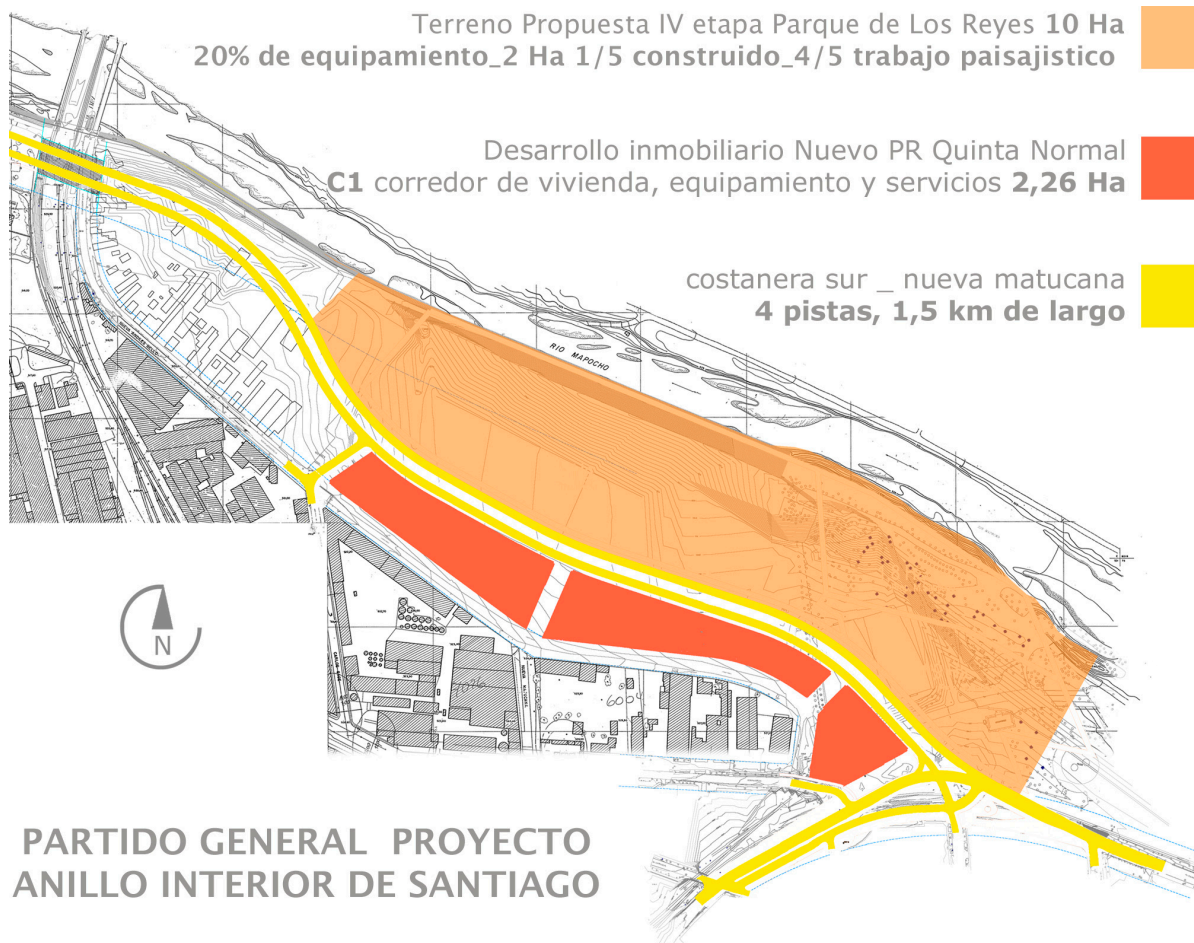 Terreno Propuesta IV etapa Parque de Los Reyes 10 Ha
20% de equipamiento_2 Ha 1/5 construido_4/5 trabajo paisajistico
Desarrollo inmobiliario Nuevo PR Quinta Normal
C1 corredor de vivienda, equipamiento y servicios 2,26 Ha
costanera sur _ nueva matucana
4 pistas, 1,5 km de largo
RIO MAPOCHO
N
PARTIDO GENERAL PROYECTO
ANILLO INTERIOR DE SANTIAGO